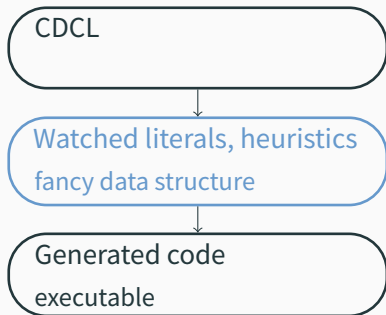 CDCL
Watched literals, heuristics
fancy data structure
Generated code
executable